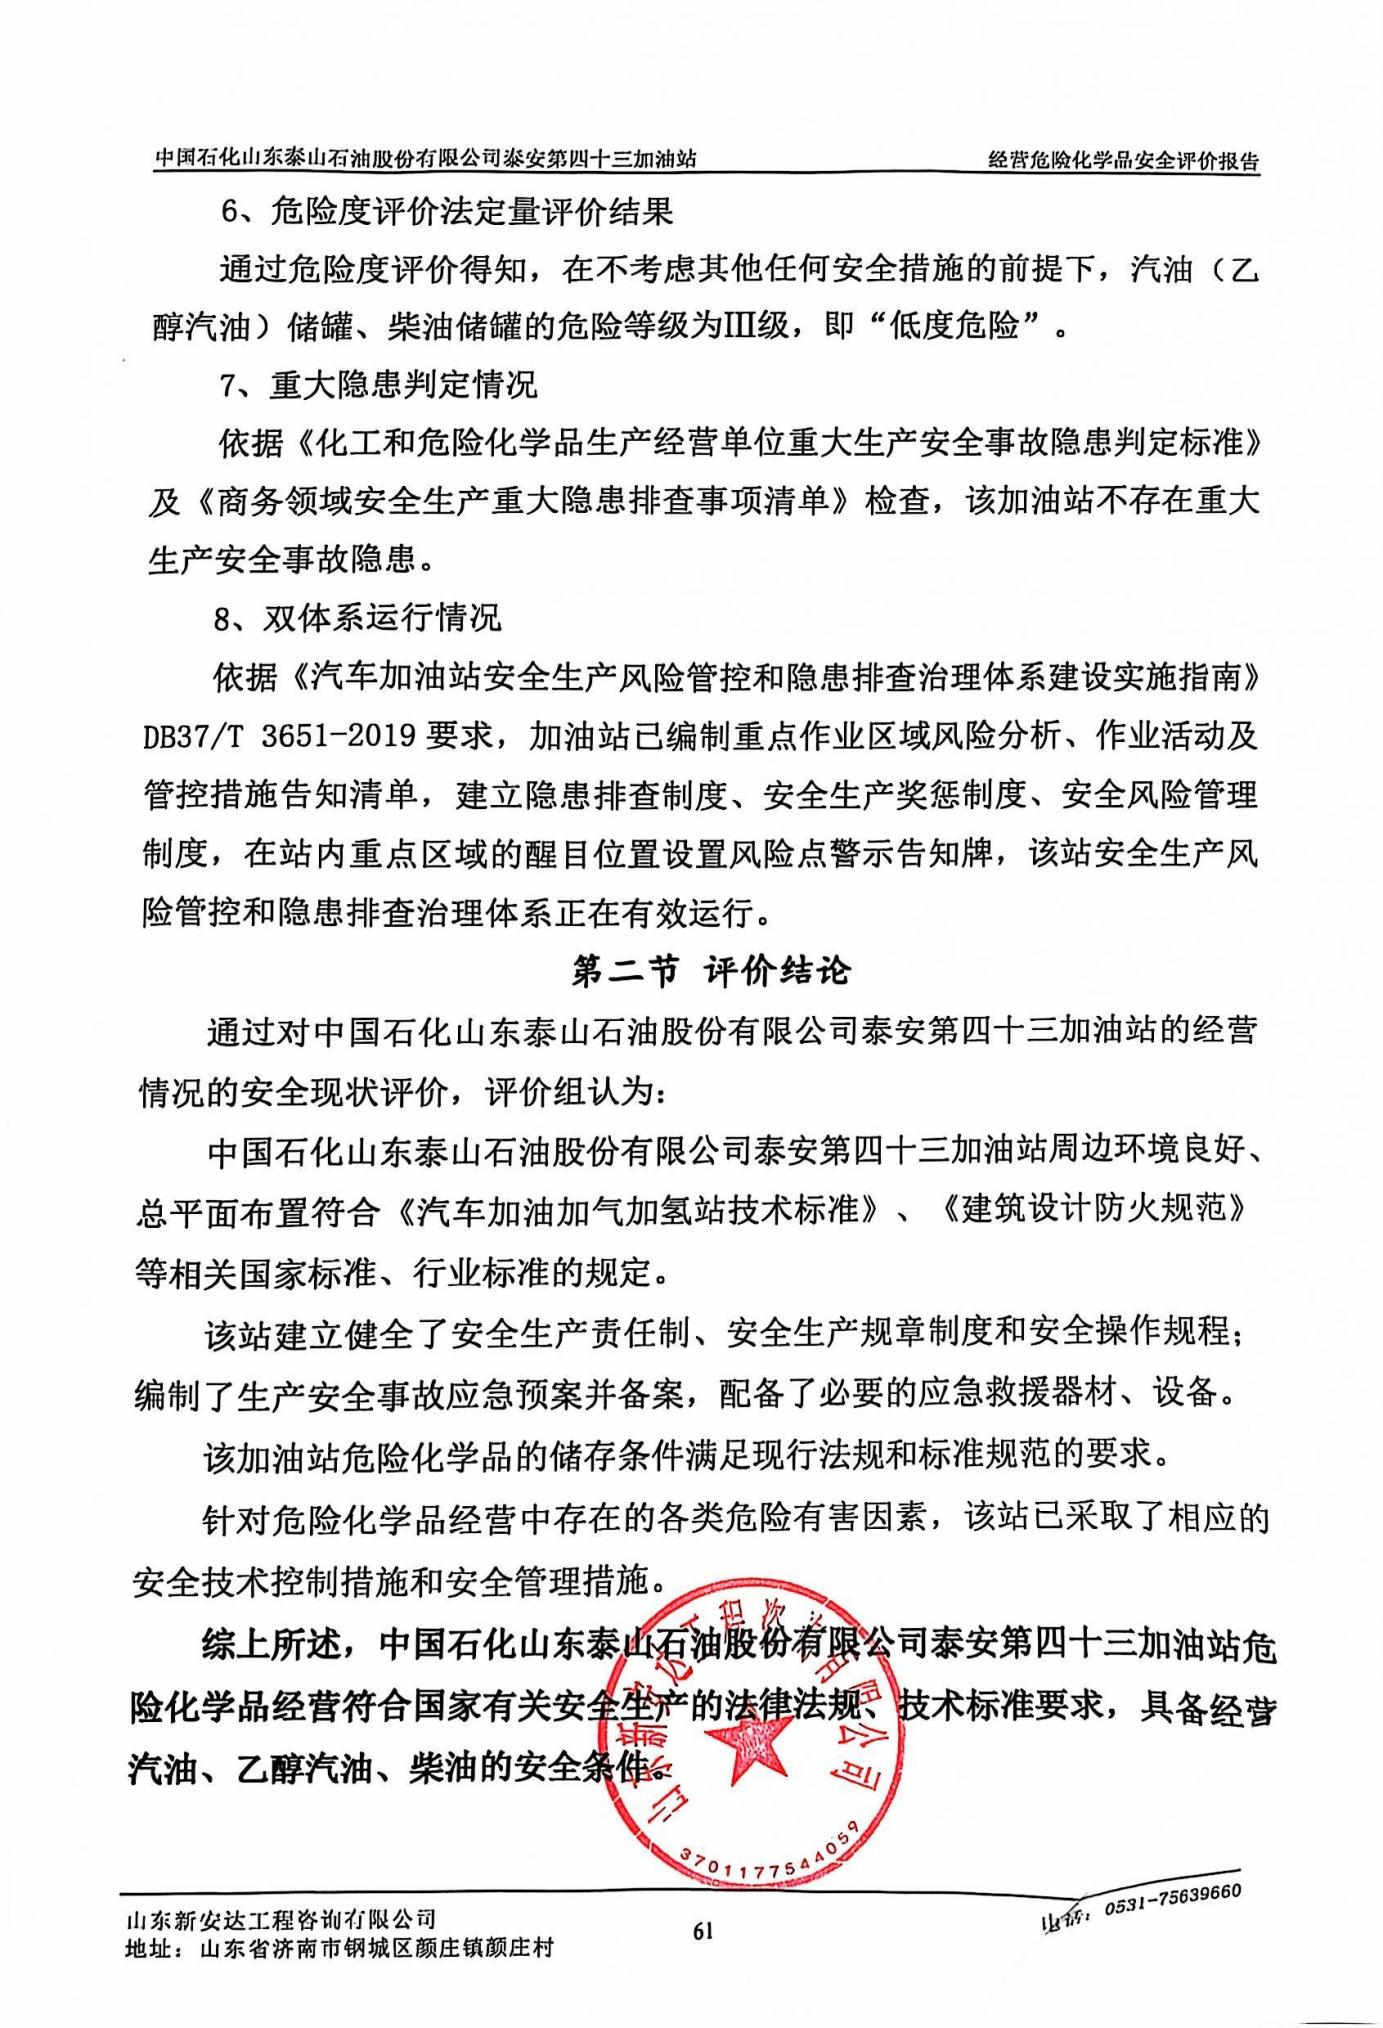 中国石化山东泰山石油股份有限公司泰安第四十三加油站 经营危险化学品安全评价报告
6、危险度评价法定量评价结果
通过危险度评价得知，在不考虑其他任何安全措施的前提下，汽油（乙
醇汽油）储罐、柴油储罐的危险等级为III级，即“低度危险”。
7、重大隐患判定情况
依据《化工和危险化学品生产经营单位重大生产安全事故隐患判定标准》
及《商务领域安全生产重大隐患排查事项清单》检查，该加油站不存在重大
生产安全事故隐患。
8、双体系运行情况
依据《汽车加油站安全生产风险管控和隐患排查治理体系建设实施指南》
DB37/T 3651-2019 要求，加油站已编制重点作业区域风险分析、作业活动及
管控措施告知清单，建立隐患排查制度、安全生产奖惩制度、安全风险管理
制度，在站内重点区域的醒目位置设置风险点警示告知牌，该站安全生产风
险管控和隐患排查治理体系正在有效运行。
第二节 评价结论
通过对中国石化山东泰山石油股份有限公司泰安第四十三加油站的经营
情况的安全现状评价，评价组认为：
中国石化山东泰山石油股份有限公司泰安第四十三加油站周边环境良好、
总平面布置符合《汽车加油加气加氢站技术标准》、《建筑设计防火规范》
等相关国家标准、行业标准的规定。
该站建立健全了安全生产责任制、安全生产规章制度和安全操作规程；
编制了生产安全事故应急预案并备案，配备了必要的应急救援器材、设备。
该加油站危险化学品的储存条件满足现行法规和标准规范的要求。
针对危险化学品经营中存在的各类危险有害因素，该站已采取了相应的
安全技术控制措施和安全管理措施。
综上所述，中国石化山东泰山石油股份有限公司泰安第四十三加油站危
险化学品经营符合国家有关安全生产的法律法规、技术标准要求，具备经营
汽油、乙醇汽油、柴油的安全条件。
山东新安达工程咨询有限公司
3701177544059
山东新安达工程咨询有限公司
地址：山东省济南市钢城区颜庄镇颜庄村
61
电话：0531-75639660